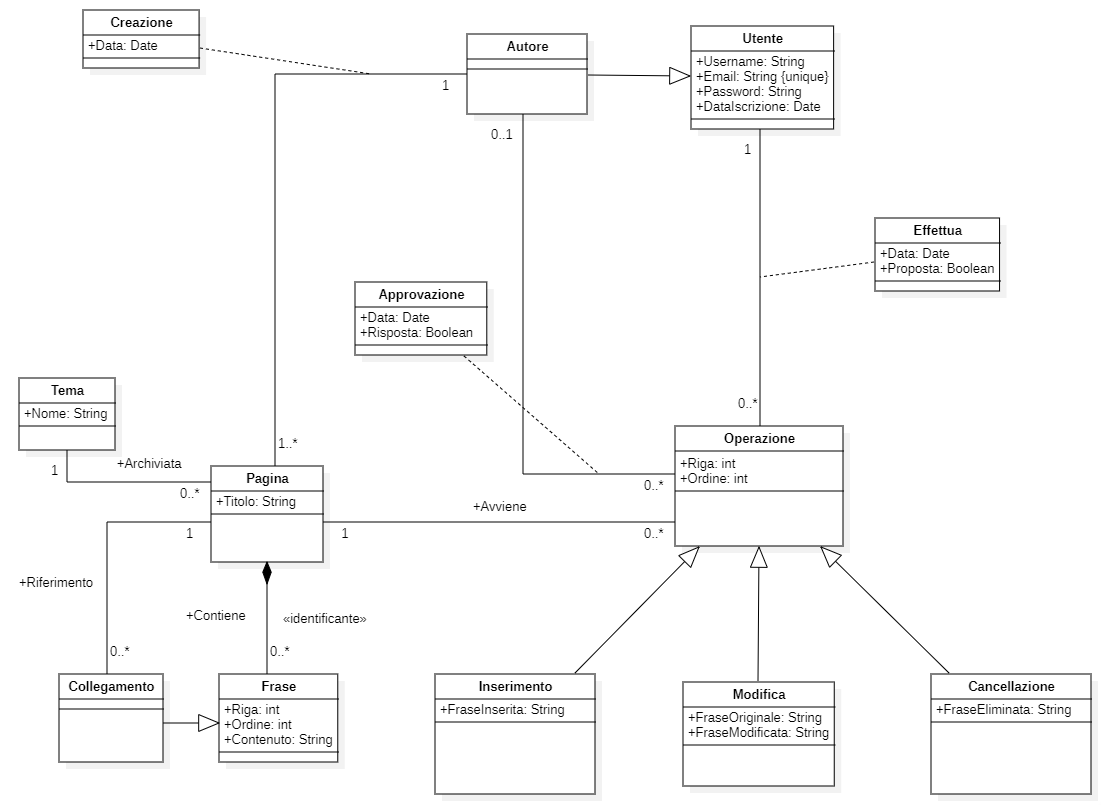 Creazione
+Data: Date
Autore
Utente
+Username: String
+Email: String {unique}
+Password: String
+DataIscrizione: Date
1
0..1
1
Effettua
+Data: Date
+Proposta: Boolean
Approvazione
+Data: Date
+Risposta: Boolean
Tema
+Nome: String
0..*
1..*
Operazione
+Riga: int
+Ordine: int
1
+Archiviata
0..*
Pagina
+Titolo: String
0..*
+Avviene
1
1
0..*
+Riferimento
+Contiene
«identificante»
0..*
0..*
Collegamento
Frase
+Riga: int
+Ordine: int
+Contenuto: String
Inserimento
+FraseInserita: String
Modifica
+FraseOriginale: String
+FraseModificata: String
Cancellazione
+FraseEliminata: String